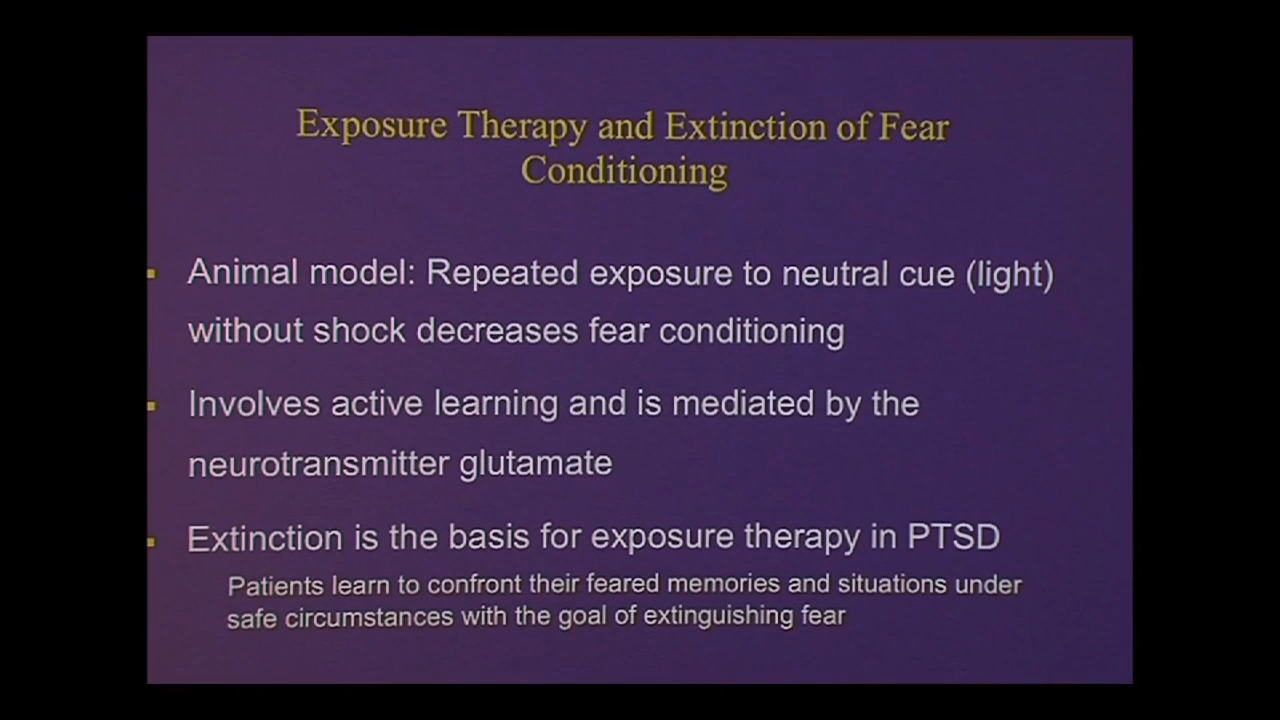 Exposure Therapy and Extinction of Fear
Conditioning
Animal model: Repeated exposure to neutral cue (light)
without shock decreases fear conditioning
Involves active learning and is mediated by the
neurotransmitter glutamate
Extinction is the basis for exposure therapy in PTSD
Patients learn to confront their feared memories and situations under
safe circumstances with the goal of extinguishing fear